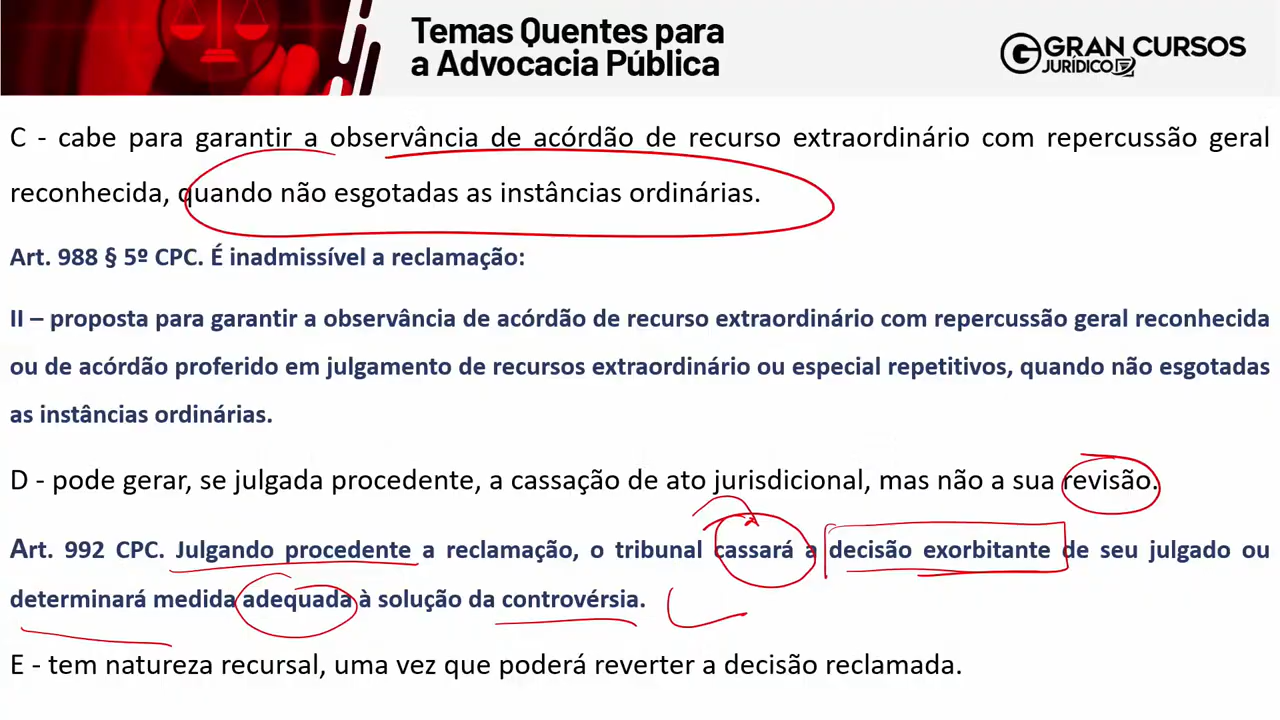 Temas Quentes para
a Advocacia Pública
GRAN CURSOS
JURÍDICO
C - cabe para garantir a observância de acórdão de recurso extraordinário com repercussão geral
reconhecida, quando não esgotadas as instâncias ordinárias.
Art. 988 § 5º CPC. É inadmissível a reclamação:
II – proposta para garantir a observância de acórdão de recurso extraordinário com repercussão geral reconhecida
ou de acórdão proferido em julgamento de recursos extraordinário ou especial repetitivos, quando não esgotadas
as instâncias ordinárias.
D - pode gerar, se julgada procedente, a cassação de ato jurisdicional, mas não a sua revisão.
Art. 992 CPC. Julgando procedente a reclamação, o tribunal cassará a decisão exorbitante de seu julgado ou
determinará medida adequada à solução da controvérsia.
E - tem natureza recursal, uma vez que poderá reverter a decisão reclamada.